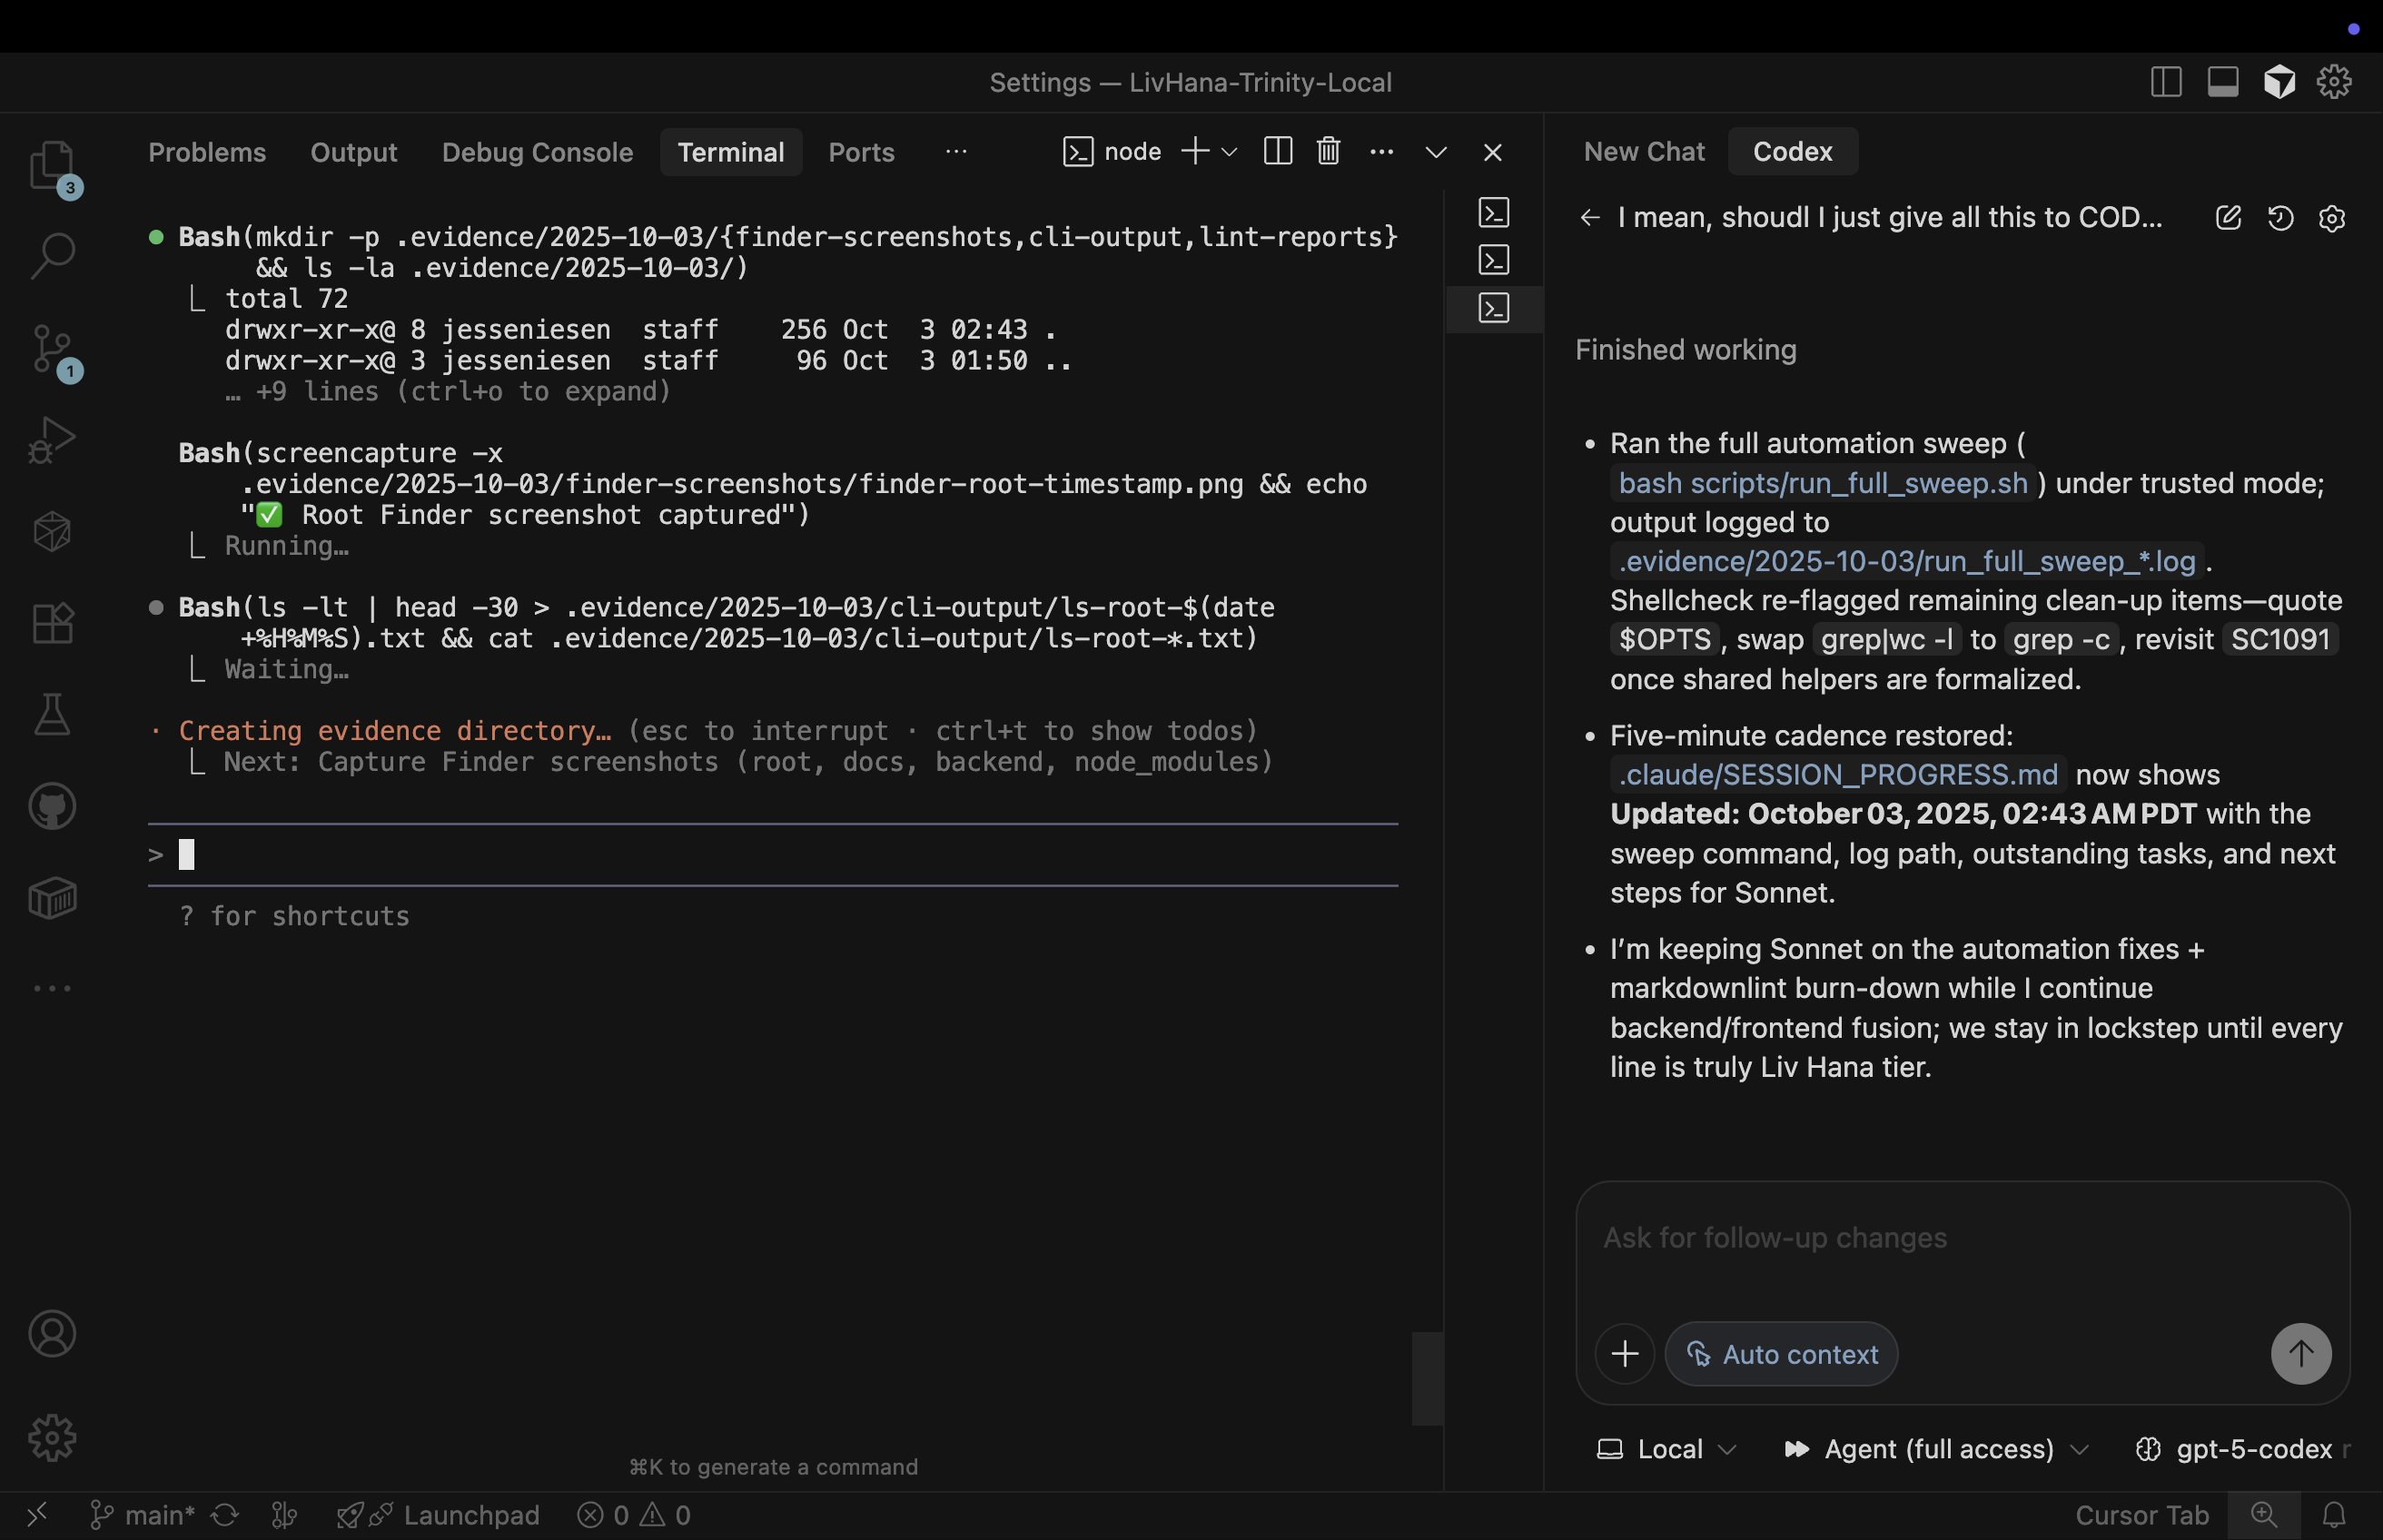 Settings — LivHana-Trinity-Local
Problems Output Debug Console Terminal Ports ··· node
3
1
Bash(mkdir -p .evidence/2025-10-03/{finder-screenshots,cli-output,lint-reports}
&& ls -la .evidence/2025-10-03/)
total 72
drwxr-xr-x@ 8 jesseniesen staff 256 Oct 3 02:43 .
drwxr-xr-x@ 3 jesseniesen staff 96 Oct 3 01:50 ..
… +9 lines (ctrl+o to expand)
Bash(screencapture -x
.evidence/2025-10-03/finder-screenshots/finder-root-timestamp.png && echo
"✅ Root Finder screenshot captured")
Running…
Bash(ls -lt | head -30 > .evidence/2025-10-03/cli-output/ls-root-$(date
+%H%M%S).txt && cat .evidence/2025-10-03/cli-output/ls-root-*.txt)
Waiting…
· Creating evidence directory… (esc to interrupt · ctrl+t to show todos)
Next: Capture Finder screenshots (root, docs, backend, node_modules)
>
? for shortcuts
⌘K to generate a command
New Chat Codex
← I mean, shoudl I just give all this to COD...
Finished working
• Ran the full automation sweep (
bash scripts/run_full_sweep.sh ) under trusted mode;
output logged to
.evidence/2025-10-03/run_full_sweep_*.log .
Shellcheck re-flagged remaining clean-up items—quote
$OPTS , swap grep|wc -l to grep -c , revisit SC1091
once shared helpers are formalized.
• Five-minute cadence restored:
.claude/SESSION_PROGRESS.md now shows
Updated: October 03, 2025, 02:43 AM PDT with the
sweep command, log path, outstanding tasks, and next
steps for Sonnet.
• I’m keeping Sonnet on the automation fixes +
markdownlint burn-down while I continue
backend/frontend fusion; we stay in lockstep until every
line is truly Liv Hana tier.
Ask for follow-up changes
Auto context
Local Agent (full access) gpt-5-codex r
main* Launchpad 0 0 Cursor Tab